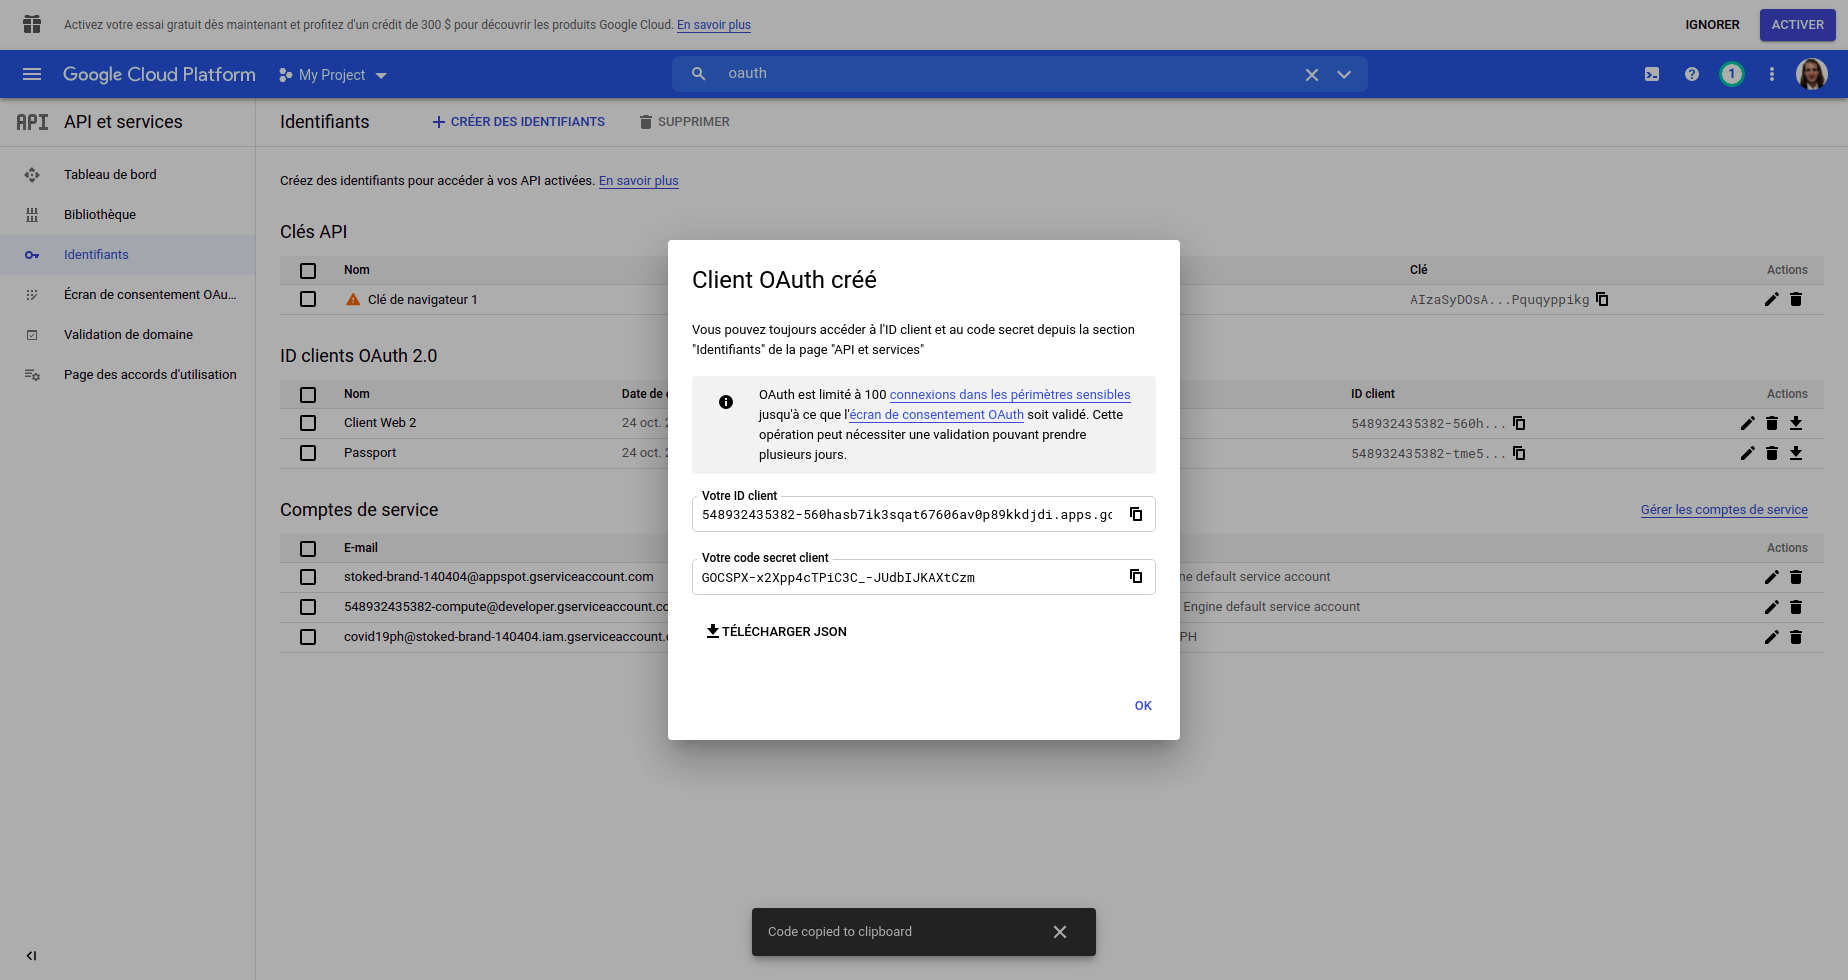 Activez votre essai gratuit dès maintenant et profitez d'un crédit de 300 $ pour découvrir les produits Google Cloud. En savoir plus
IGNORER
ACTIVER
Google Cloud Platform
My Project
oauth
1
API
API et services
Identifiants
CRÉER DES IDENTIFIANTS
SUPPRIMER
Tableau de bord
Bibliothèque
Identifiants
Écran de consentement OAu...
Validation de domaine
Page des accords d'utilisation
Créez des identifiants pour accéder à vos API activées. En savoir plus
Clés API
Nom
Clé
Actions
Clé de navigateur 1
AIzaSyDOsA...Pquqyppikg
ID clients OAuth 2.0
Nom
Date de
ID client
Actions
Client Web 2
24 oct.
548932435382-560h...
Passport
24 oct.
548932435382-tme5...
Comptes de service
Gérer les comptes de service
E-mail
Actions
stoked-brand-140404@appspot.gserviceaccount.com
ne default service account
548932435382-compute@developer.gserviceaccount.co
Engine default service account
covid19ph@stoked-brand-140404.iam.gserviceaccount.
PH
Client OAuth créé
Vous pouvez toujours accéder à l'ID client et au code secret depuis la section
"Identifiants" de la page "API et services"
OAuth est limité à 100 connexions dans les périmètres sensibles
jusqu'à ce que l'écran de consentement OAuth soit validé. Cette
opération peut nécessiter une validation pouvant prendre
plusieurs jours.
Votre ID client
548932435382-560hasb7ik3sqat67606av0p89kkdjdi.apps.go
Votre code secret client
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
TÉLÉCHARGER JSON
OK
Code copied to clipboard